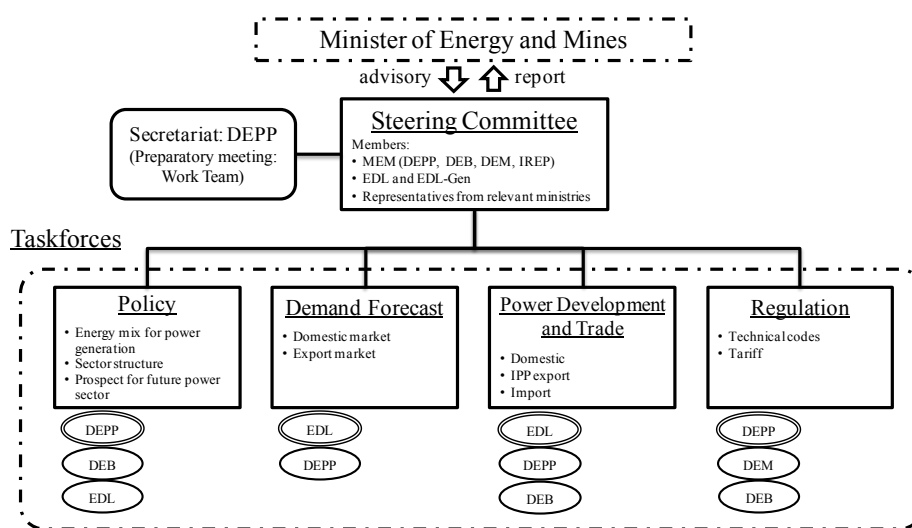 Minister of Energy and Mines
advisory
report
Secretariat: DEPP
(Preparatory meeting:
Work Team)
Steering Committee
Members:
• MEM (DEPP, DEB, DEM, IREP)
• EDL and EDL-Gen
• Representatives from relevant ministries
Taskforces
Policy
• Energy mix for power
generation
• Sector structure
• Prospect for future power
sector
DEPP
DEB
EDL
Demand Forecast
• Domestic market
• Export market
EDL
DEPP
Power Development
and Trade
• Domestic
• IPP export
• Import
EDL
DEPP
DEB
Regulation
• Technical codes
• Tariff
DEPP
DEM
DEB